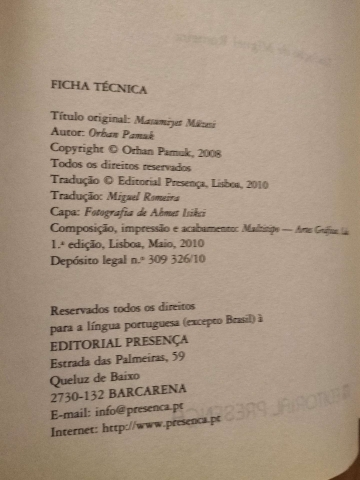 FICHA TÉCNICA
Título original: Masumiyet Müzesi
Autor: Orhan Pamuk
Copyright © Orhan Pamuk, 2008
Todos os direitos reservados
Tradução © Editorial Presença, Lisboa, 2010
Tradução: Miguel Romeira
Capa: Fotografia de Ahmet Isikci
Composição, impressão e acabamento: Multitipo — Artes Gráficas, Lda.
1.ª edição, Lisboa, Maio, 2010
Depósito legal n.º 309 326/10
Reservados todos os direitos
para a língua portuguesa (excepto Brasil) à
EDITORIAL PRESENÇA
Estrada das Palmeiras, 59
Queluz de Baixo
2730-132 BARCARENA
E-mail: info@presenca.pt
Internet: http://www.presenca.pt
EDITORIAL PRESENÇA